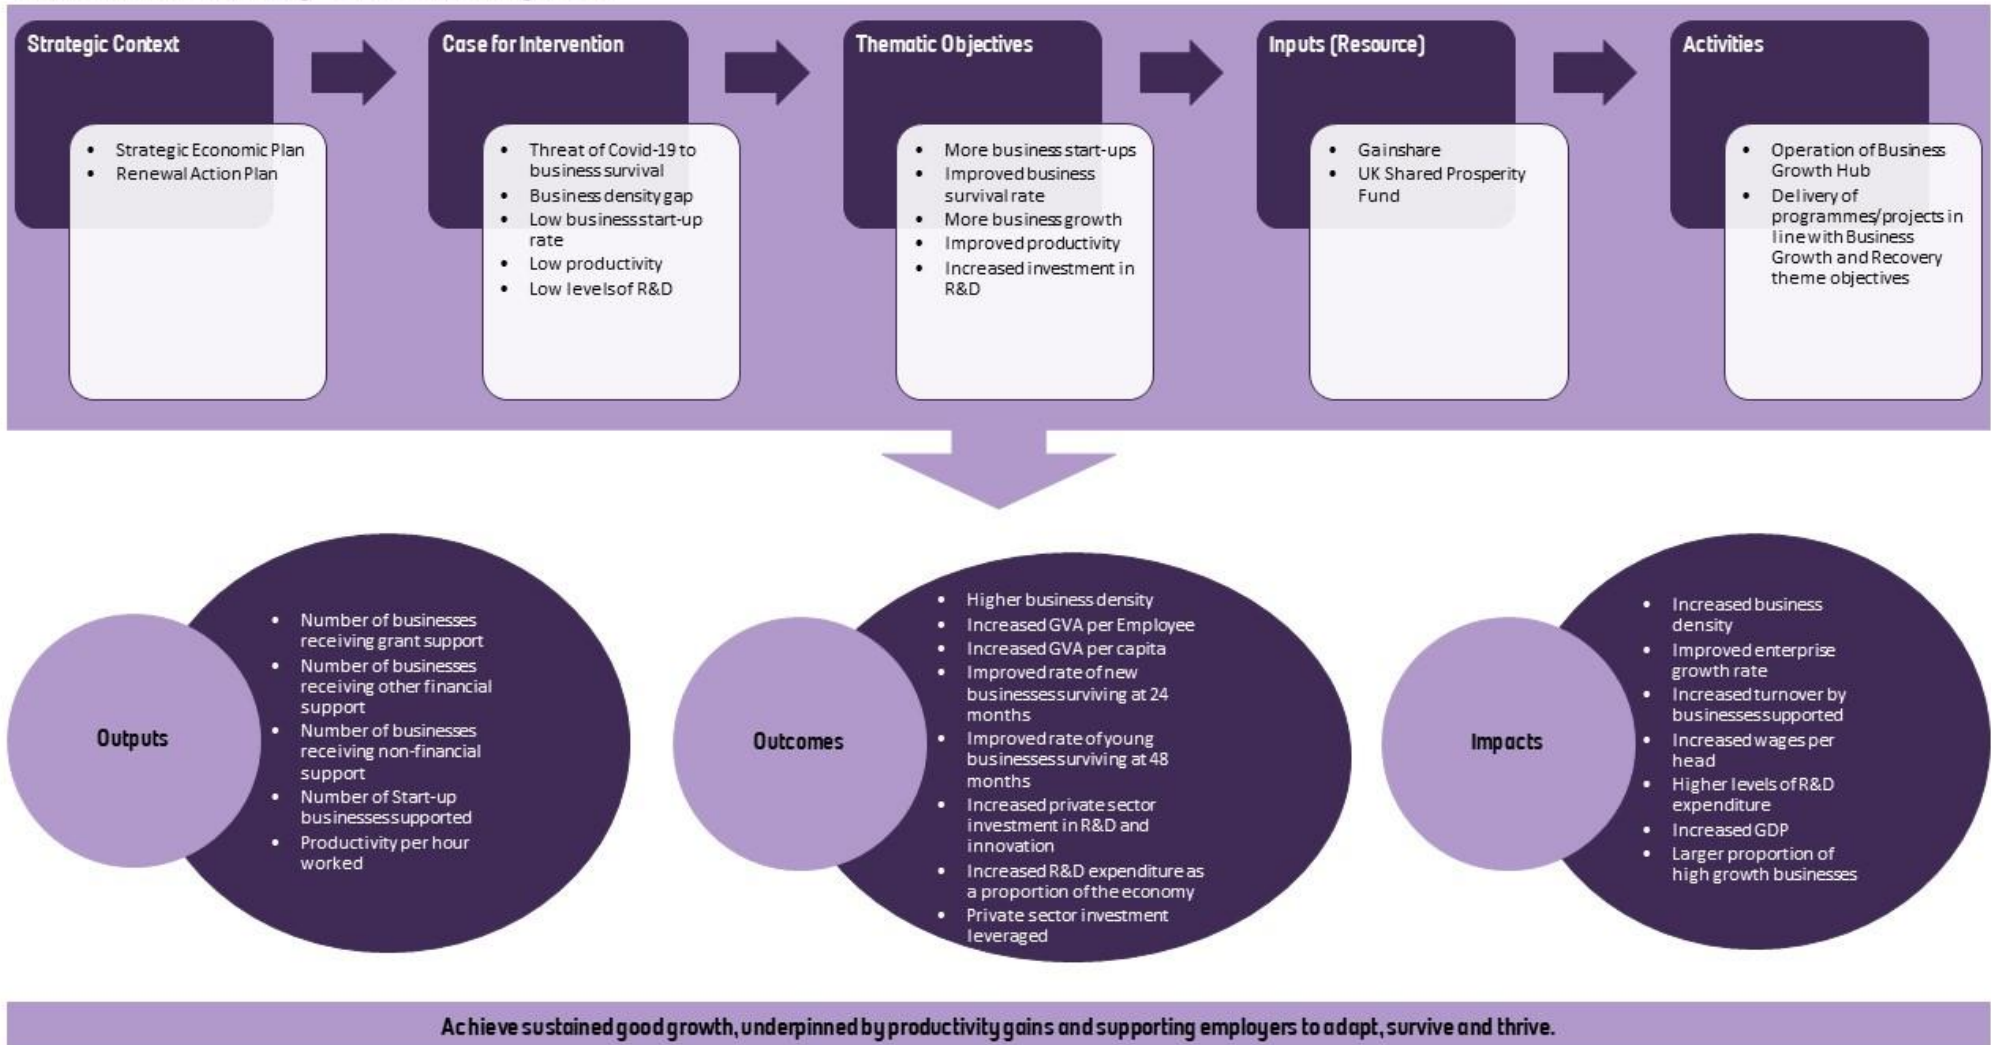 Strategic Context
• Strategic Economic Plan
• Renewal Action Plan
Case for Intervention
• Threat of Covid-19 to
business survival
• Business density gap
• Low business start-up
rate
• Low productivity
• Low levels of R&D
Thematic Objectives
• More business start-ups
• Improved business
survival rate
• More business growth
• Improved productivity
• Increased investment in
R&D
Inputs (Resource)
• Gainshare
• UK Shared Prosperity
Fund
Activities
• Operation of Business
Growth Hub
• Delivery of
programmes/projects in
line with Business
Growth and Recovery
theme objectives
Outputs
• Number of businesses
receiving grant support
• Number of businesses
receiving other financial
support
• Number of businesses
receiving non-financial
support
• Number of Start-up
businesses supported
• Productivity per hour
worked
Outcomes
• Higher business density
• Increased GVA per Employee
• Increased GVA per capita
• Improved rate of new
businesses surviving at 24
months
• Improved rate of young
businesses surviving at 48
months
• Increased private sector
investment in R&D and
innovation
• Increased R&D expenditure as
a proportion of the economy
• Private sector investment
leveraged
Impacts
• Increased business
density
• Improved enterprise
growth rate
• Increased turnover by
businesses supported
• Increased wages per
head
• Higher levels of R&D
expenditure
• Increased GDP
• Larger proportion of
high growth businesses
Achieve sustained good growth, underpinned by productivity gains and supporting employers to adapt, survive and thrive.